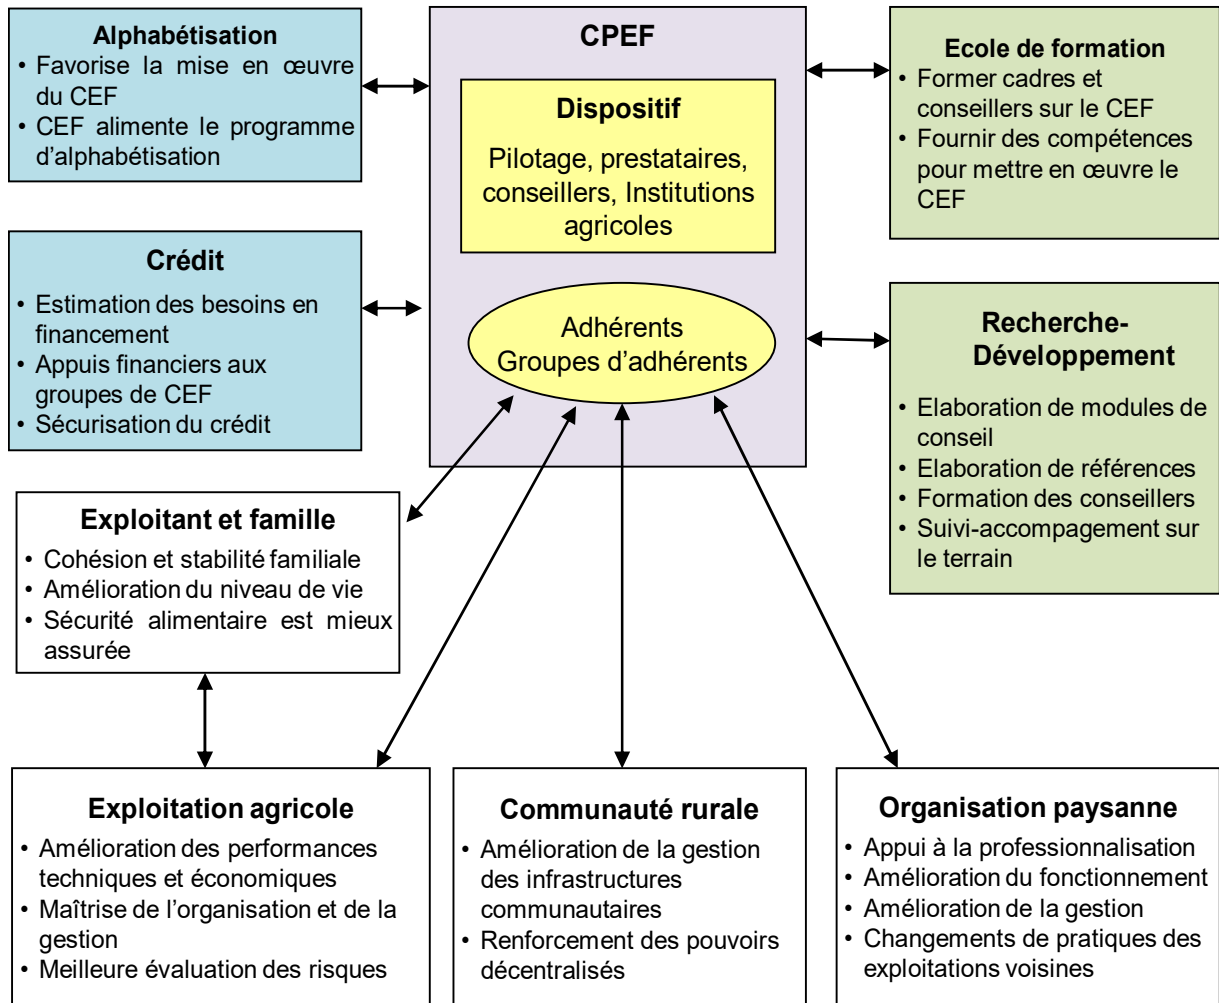 Alphabétisation
• Favorise la mise en œuvre
du CEF
• CEF alimente le programme
d'alphabétisation
CPEF
Dispositif
Pilotage, prestataires,
conseillers, Institutions
agricoles
Adhérents
Groupes d'adhérents
Ecole de formation
• Former cadres et
conseillers sur le CEF
• Fournir des compétences
pour mettre en œuvre le
CEF
Crédit
• Estimation des besoins en
financement
• Appuis financiers aux
groupes de CEF
• Sécurisation du crédit
Recherche-
Développement
• Elaboration de modules de
conseil
• Elaboration de références
• Formation des conseillers
• Suivi-accompagnement sur
le terrain
Exploitant et famille
• Cohésion et stabilité familiale
• Amélioration du niveau de vie
• Sécurité alimentaire est mieux
assurée
Exploitation agricole
• Amélioration des performances
techniques et économiques
• Maîtrise de l'organisation et de la
gestion
• Meilleure évaluation des risques
Communauté rurale
• Amélioration de la gestion
des infrastructures
communautaires
• Renforcement des pouvoirs
décentralisés
Organisation paysanne
• Appui à la professionnalisation
• Amélioration du fonctionnement
• Amélioration de la gestion
• Changements de pratiques des
exploitations voisines